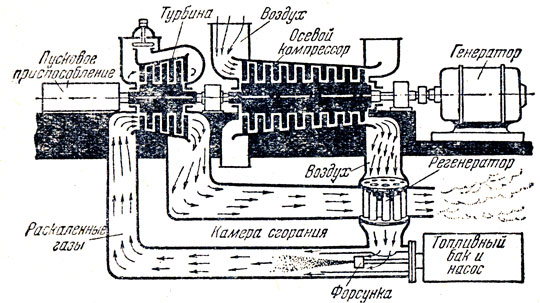 Турбина
Воздух
Осевой
компрессор
Пусковое
приспособление
Генератор
Воздух
Регенератор
Раскаленные
газы
Камера сгорания
Топливный
бак и
насос
Форсунка